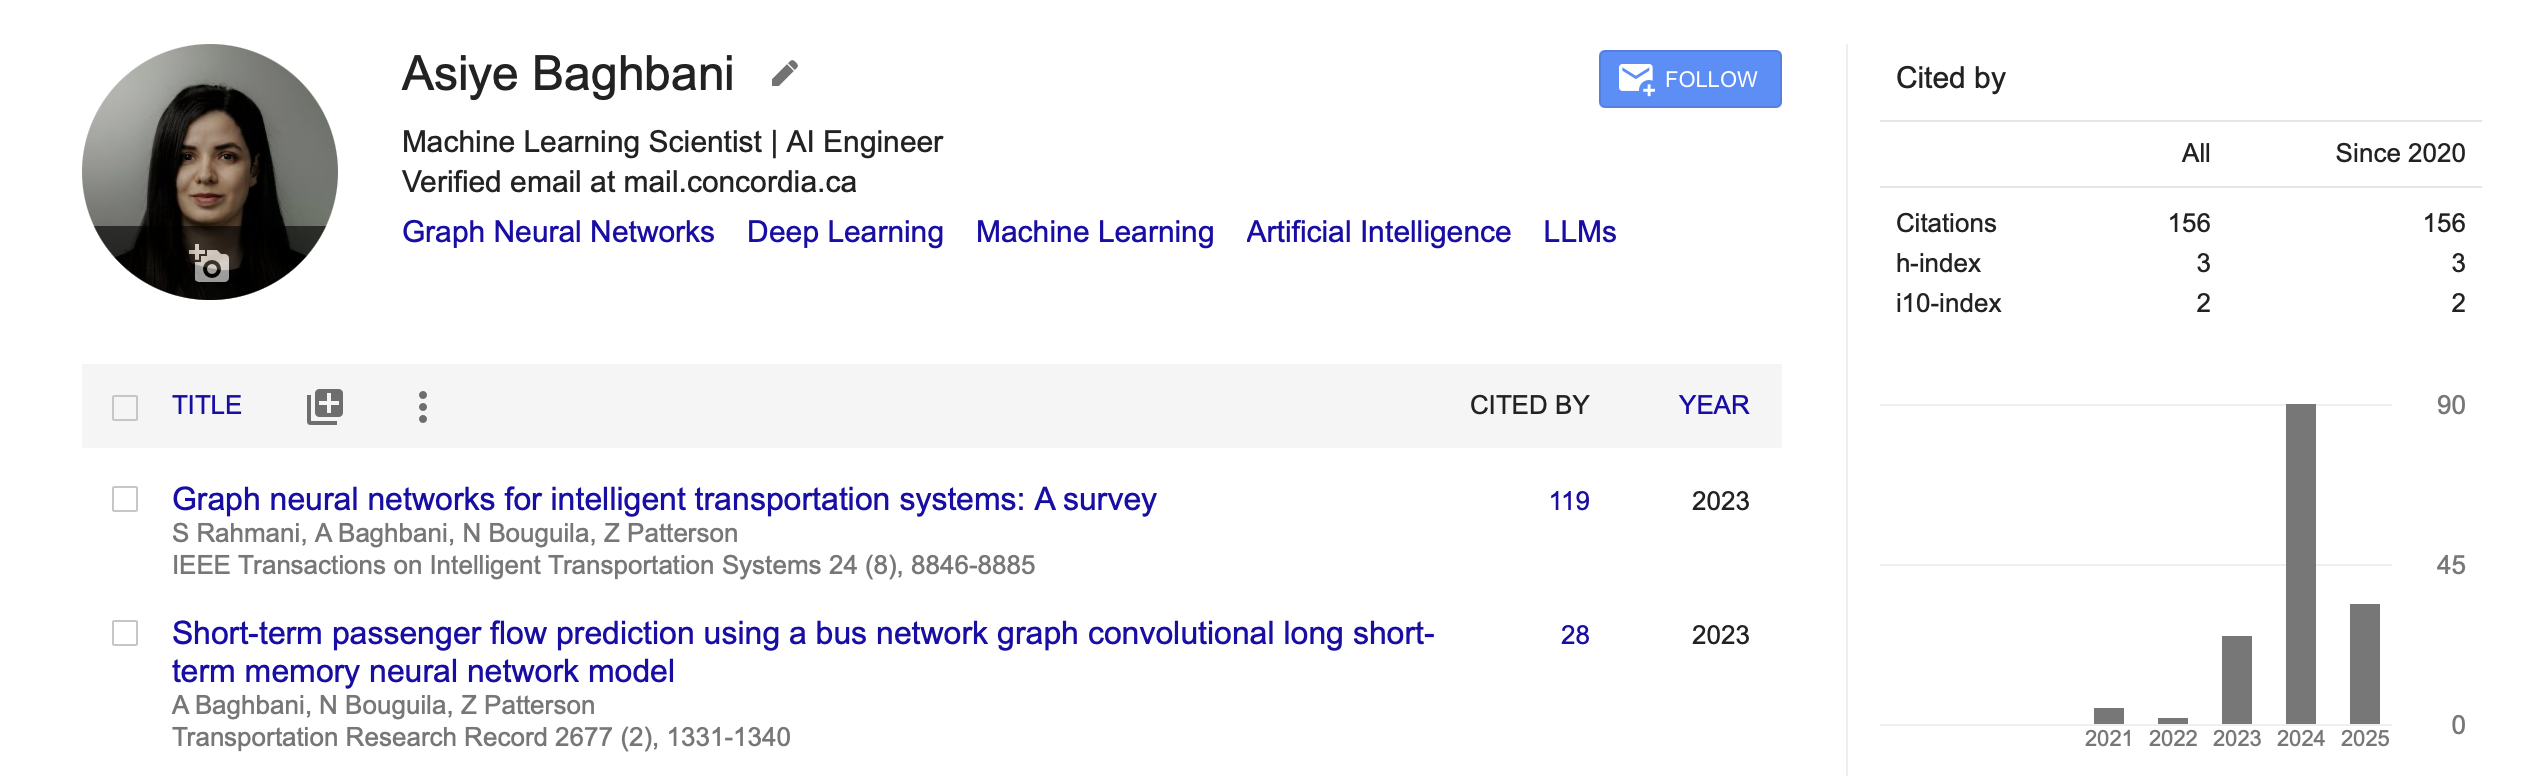 Asiye Baghbani
FOLLOW
Machine Learning Scientist | AI Engineer
Verified email at mail.concordia.ca
Graph Neural Networks Deep Learning Machine Learning Artificial Intelligence LLMs
TITLE CITED BY YEAR
Graph neural networks for intelligent transportation systems: A survey 119 2023
S Rahmani, A Baghbani, N Bouguila, Z Patterson
IEEE Transactions on Intelligent Transportation Systems 24 (8), 8846-8885
Short-term passenger flow prediction using a bus network graph convolutional long short- 28 2023
term memory neural network model
A Baghbani, N Bouguila, Z Patterson
Transportation Research Record 2677 (2), 1331-1340
Cited by
All Since 2020
Citations 156 156
h-index 3 3
i10-index 2 2
90
45
0
2021 2022 2023 2024 2025